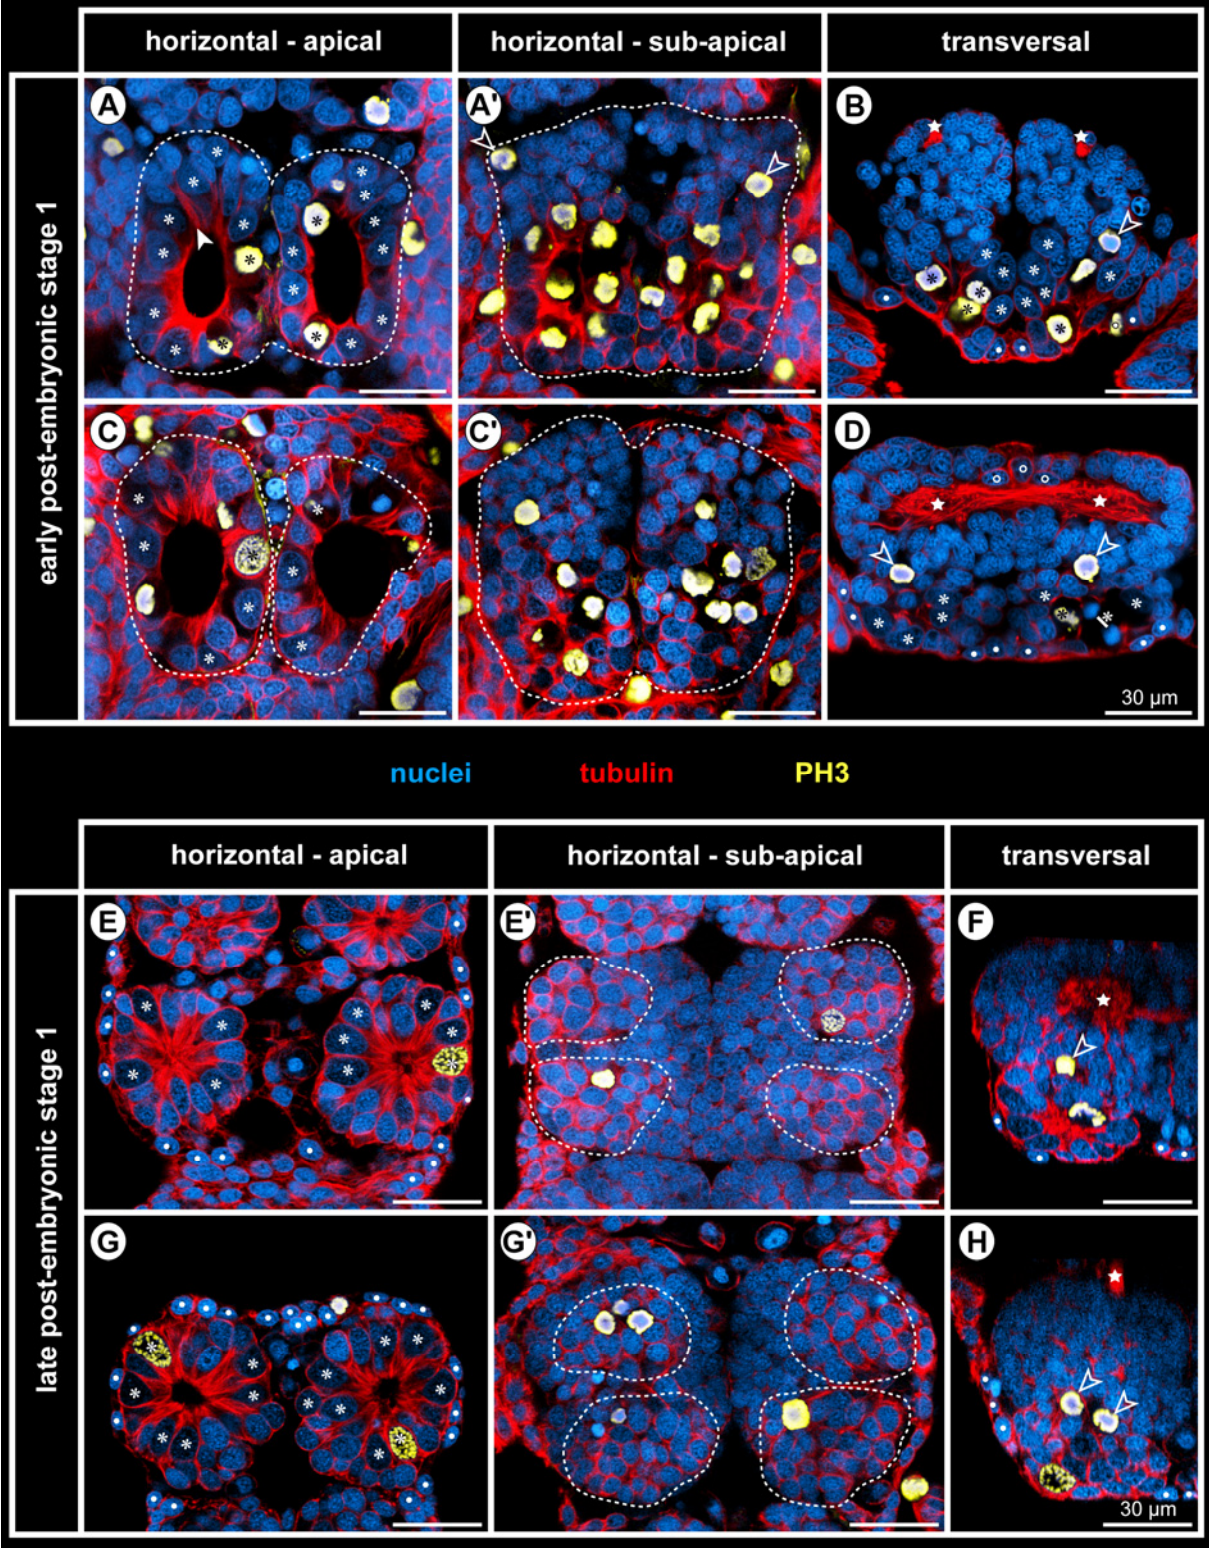 horizontal - apical
horizontal - sub-apical
transversal
early post-embryonic stage 1
A
A'
B
C
C'
D
30 µm
nuclei
tubulin
PH3
horizontal - apical
horizontal - sub-apical
transversal
late post-embryonic stage 1
E
E'
F
G
G'
H
30 µm